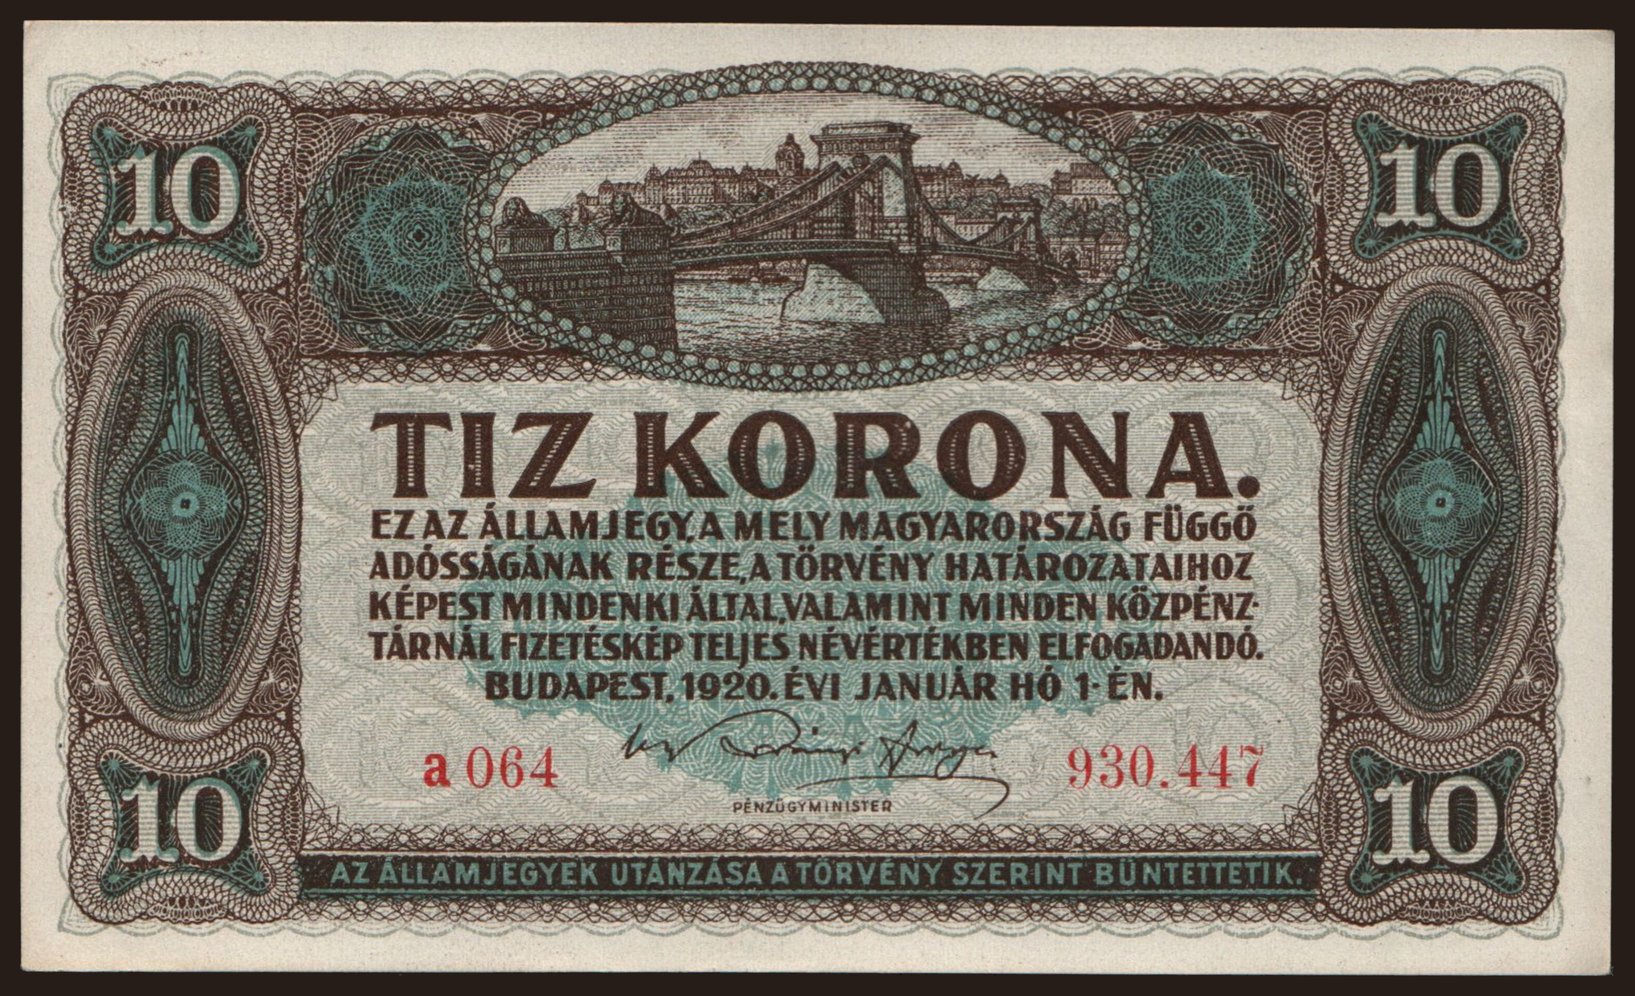 10 10
TIZ KORONA.
EZ AZ ÁLLAMJEGY, A MELY MAGYARORSZÁG FÜGGŐ
ADÓSSÁGÁNAK RÉSZE, A TÖRVÉNY HATÁROZATAIHOZ
KÉPEST MINDENKI ÁLTAL, VALAMINT MINDEN KÖZPÉNZ-
TÁRNÁL FIZETÉSKÉP TELJES NÉVÉRTÉKBEN ELFOGADANDÓ.
BUDAPEST, 1920. ÉVI JANUÁR HÓ 1-ÉN.
a 064 930.447
PÉNZÜGYMINISTER
10 10
AZ ÁLLAMJEGYEK UTÁNZÁSA A TÖRVÉNY SZERINT BÜNTETTETIK.